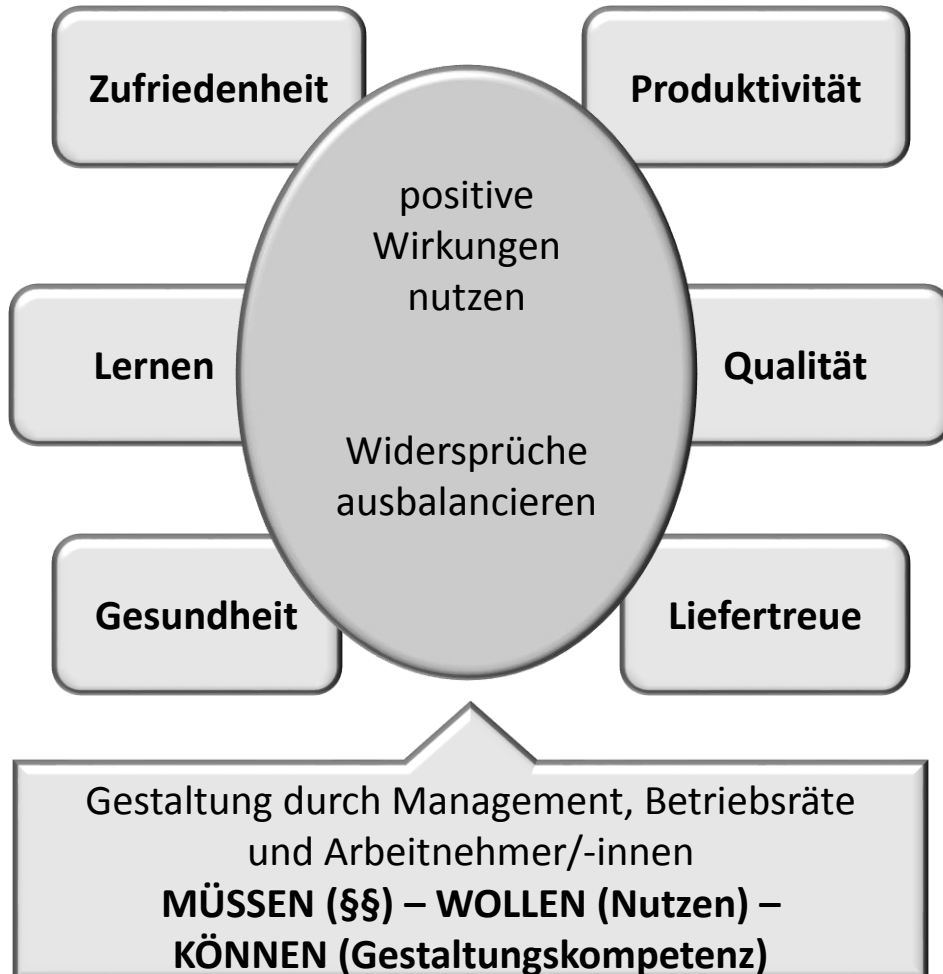 Zufriedenheit
Produktivität
positive
Wirkungen
nutzen
Lernen
Qualität
Widersprüche
ausbalancieren
Gesundheit
Liefertreue
Gestaltung durch Management, Betriebsräte
und Arbeitnehmer/-innen
MÜSSEN (§§) – WOLLEN (Nutzen) –
KÖNNEN (Gestaltungskompetenz)